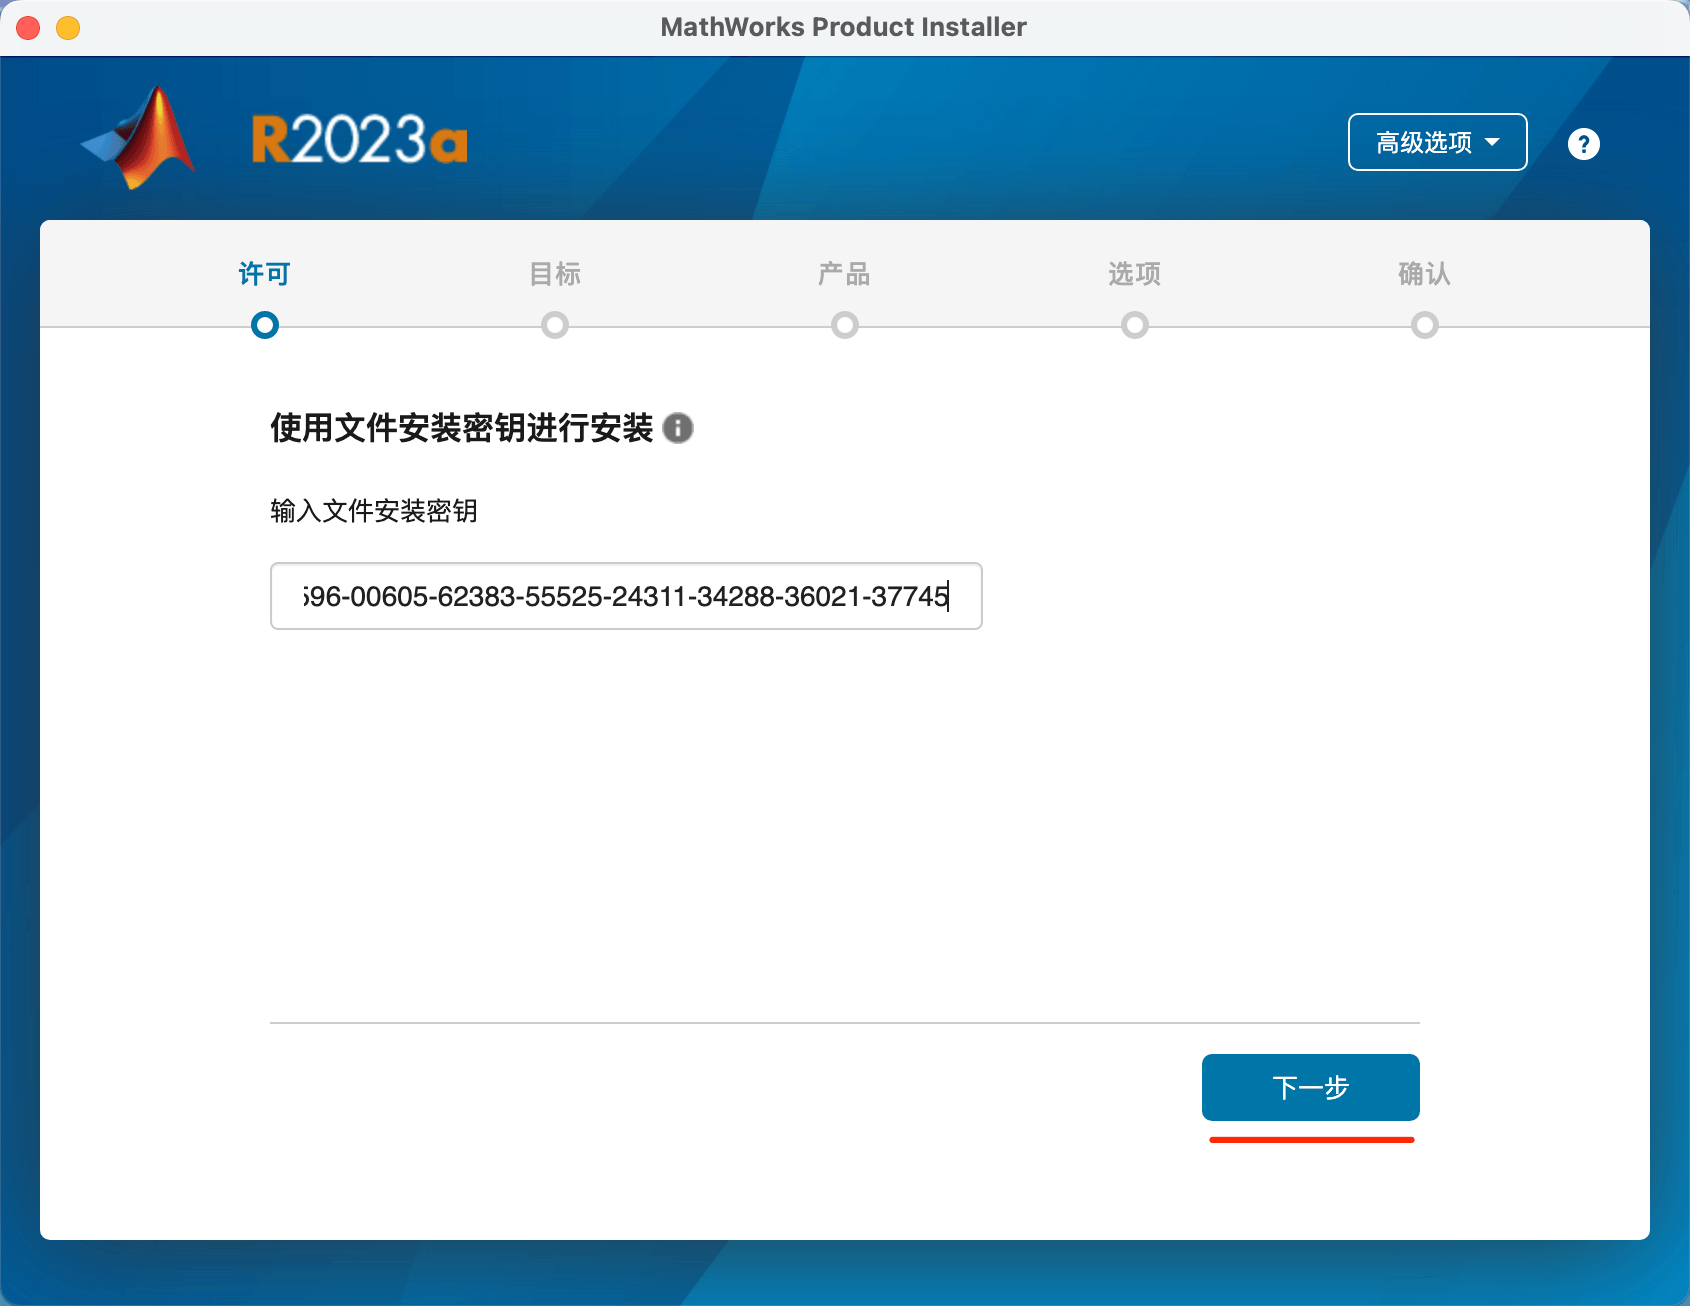 MathWorks Product Installer
R2023a
高级选项
?
许可
目标
产品
选项
确认
使用文件安装密钥进行安装
输入文件安装密钥
96-00605-62383-55525-24311-34288-36021-37745
下一步